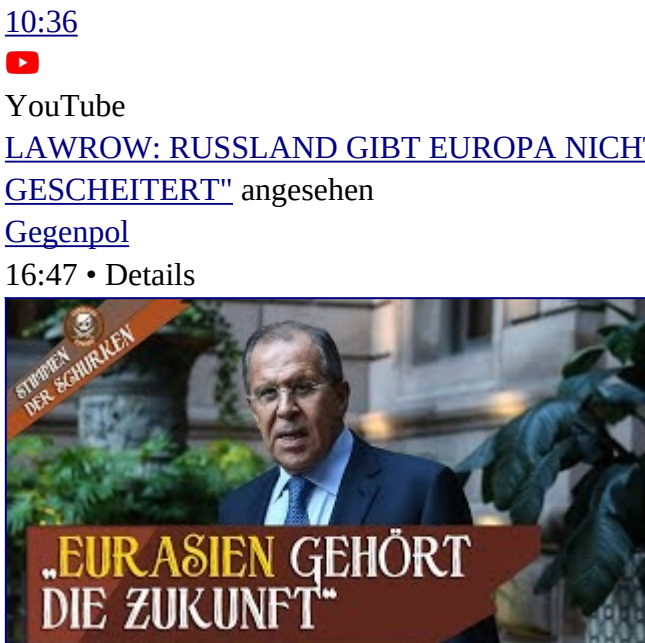 10:36
YouTube
LAWROW: RUSSLAND GIBT EUROPA
GESCHEITERT" angesehen
Gegenpol
16:47 • Details
STIMMEN
DER SCHURKEN
„EURASIEN GEHÖRT
DIE ZUKUNFT“